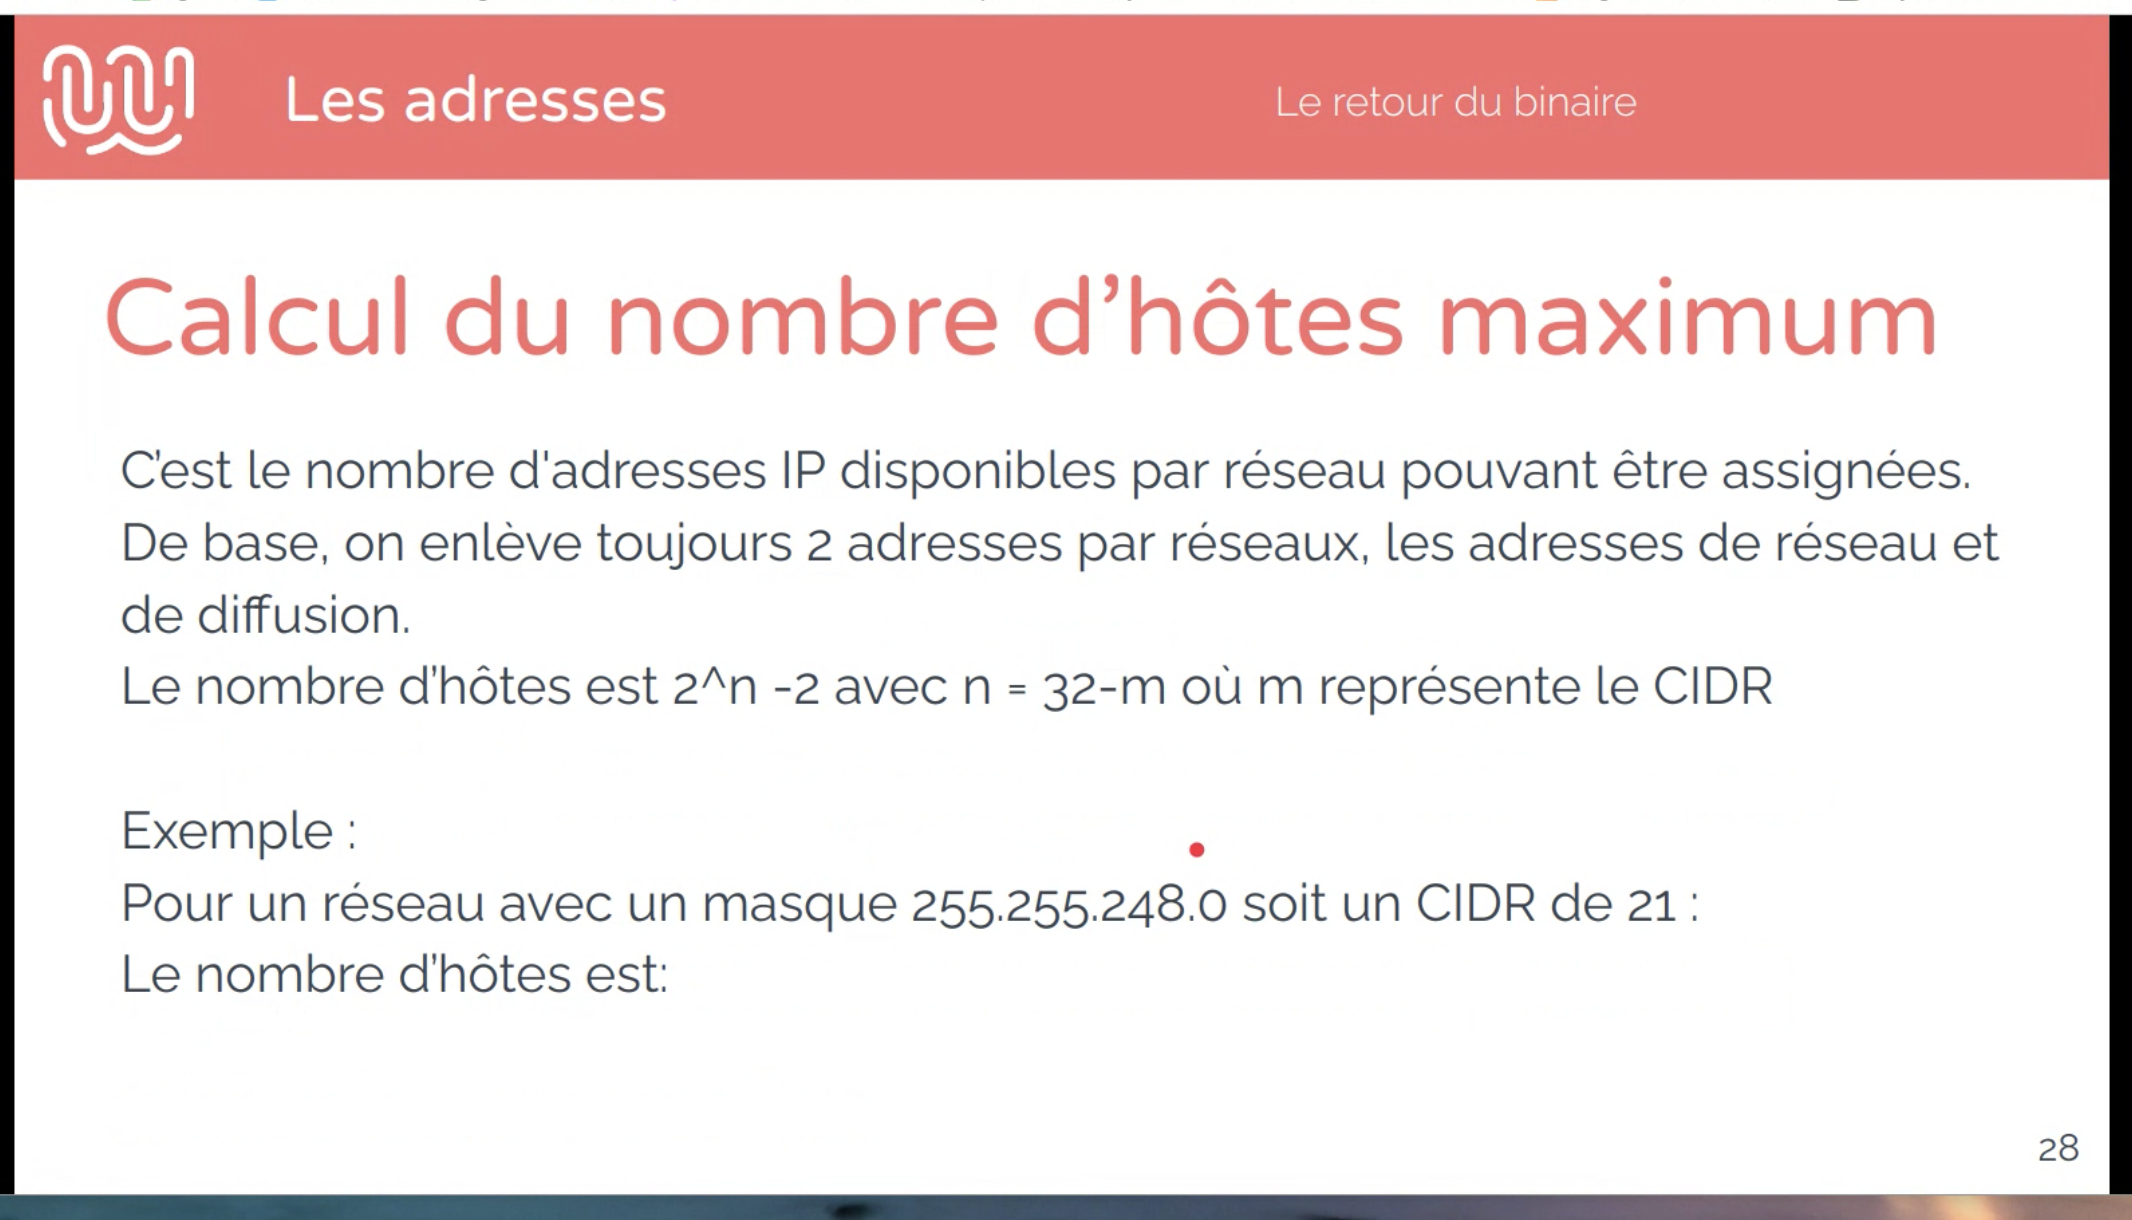 Les adresses
Le retour du binaire
Calcul du nombre d'hôtes maximum
C'est le nombre d'adresses IP disponibles par réseau pouvant être assignées.
De base, on enlève toujours 2 adresses par réseaux, les adresses de réseau et
de diffusion.
Le nombre d'hôtes est 2^n -2 avec n = 32-m où m représente le CIDR
Exemple :
Pour un réseau avec un masque 255.255.248.0 soit un CIDR de 21 :
Le nombre d'hôtes est:
28